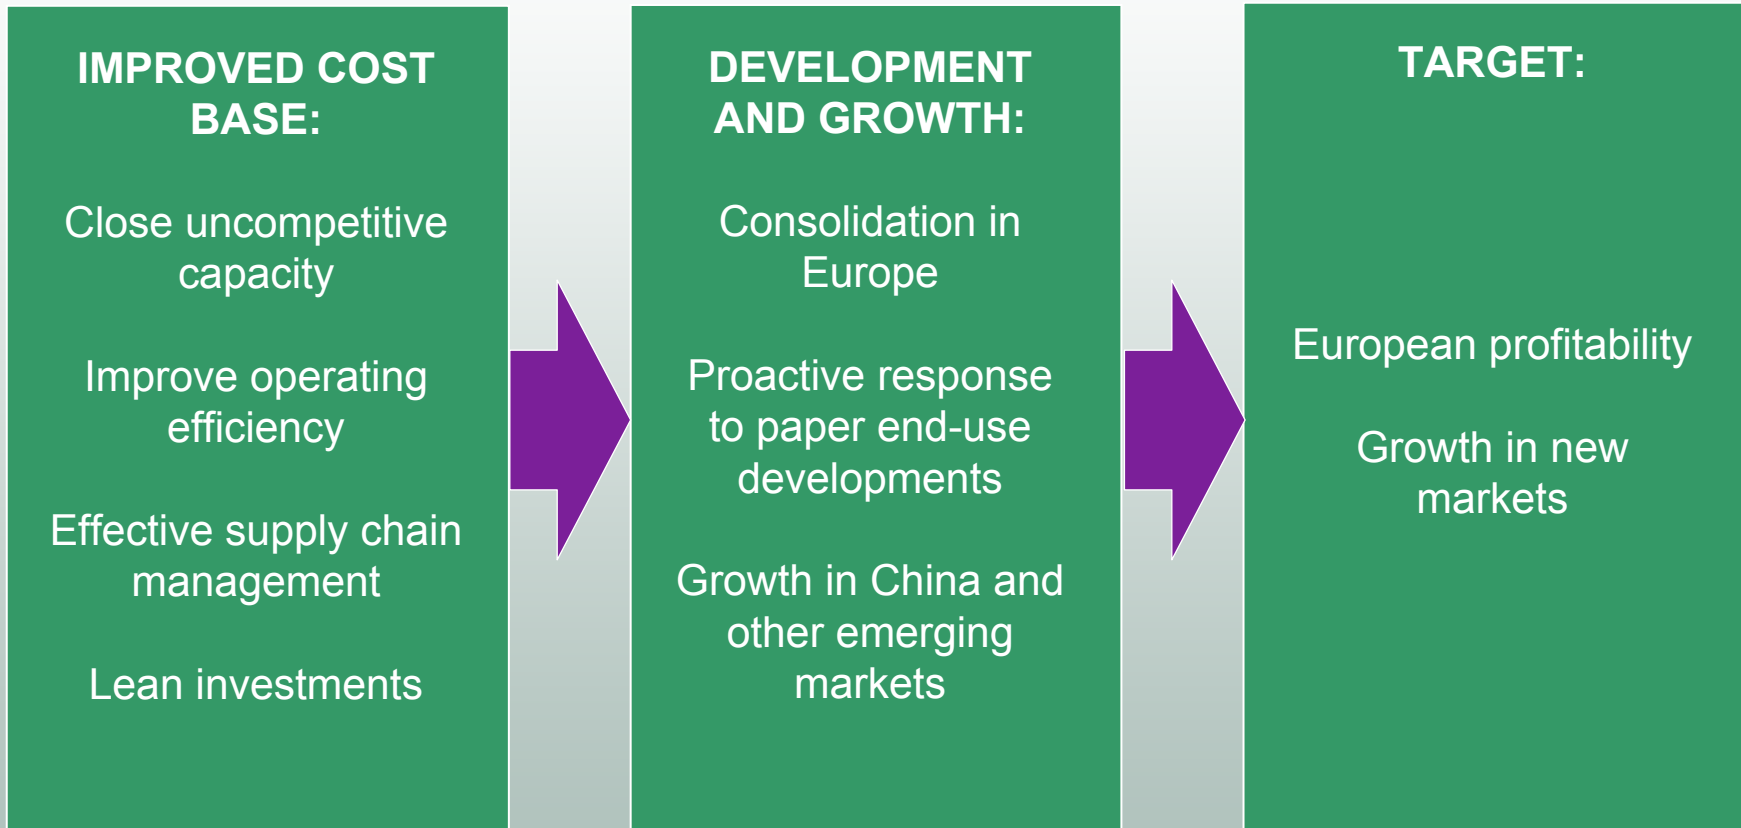 IMPROVED COST
BASE:
Close uncompetitive
capacity
Improve operating
efficiency
Effective supply chain
management
Lean investments
DEVELOPMENT
AND GROWTH:
Consolidation in
Europe
Proactive response
to paper end-use
developments
Growth in China and
other emerging
markets
TARGET:
European profitability
Growth in new
markets